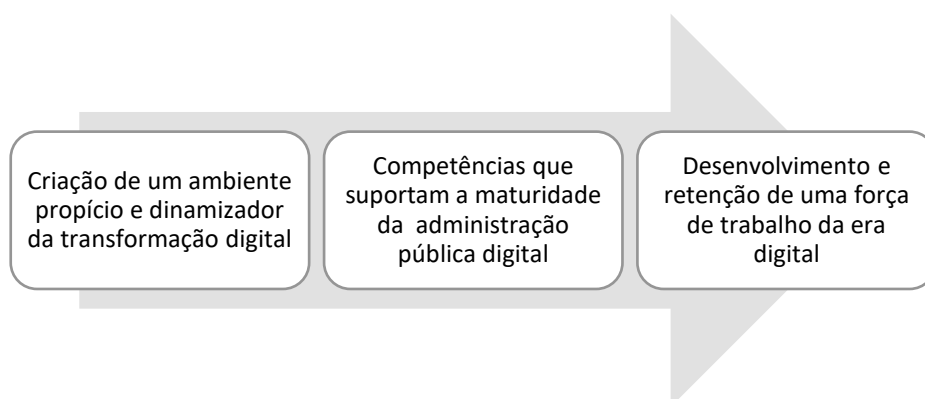 Criação de um ambiente
propício e dinamizador
da transformação digital
Competências que
suportam a maturidade
da administração
pública digital
Desenvolvimento e
retenção de uma força
de trabalho da era
digital